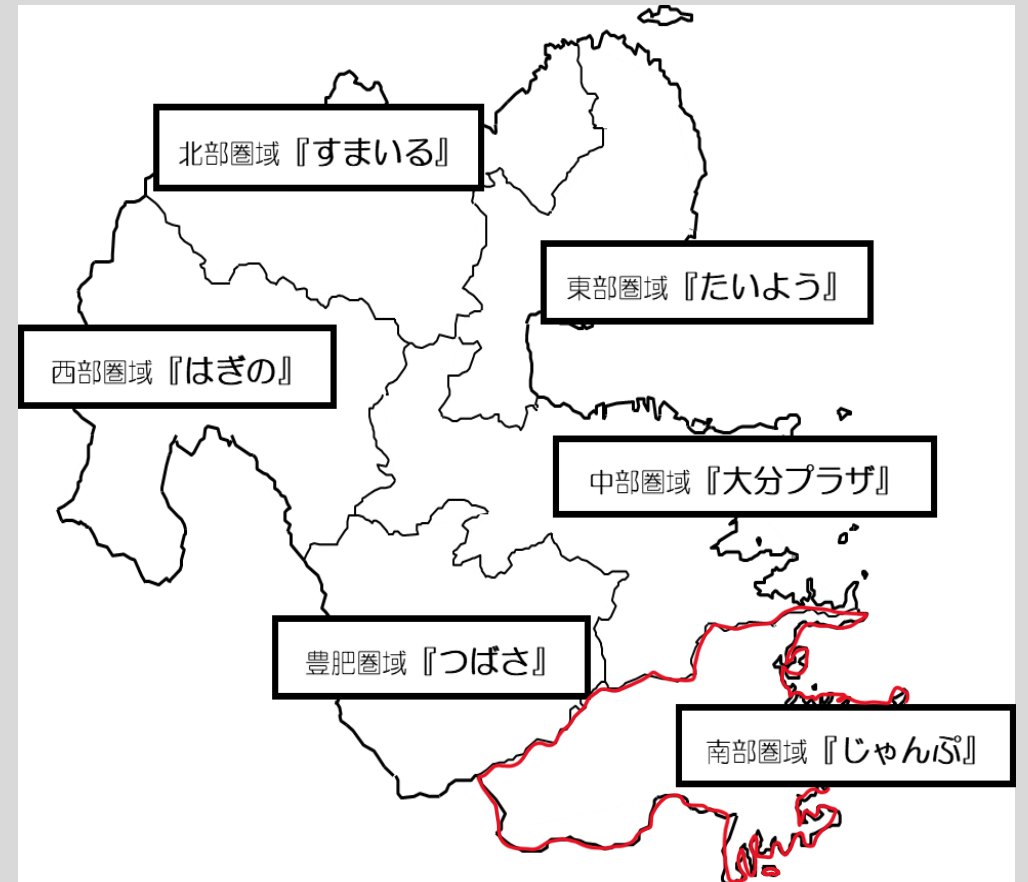 北部圏域『すまいる』
東部圏域『たいよう』
西部圏域『はぎの』
中部圏域『大分プラザ』
豊肥圏域『つばさ』
南部圏域『じゃんぷ』